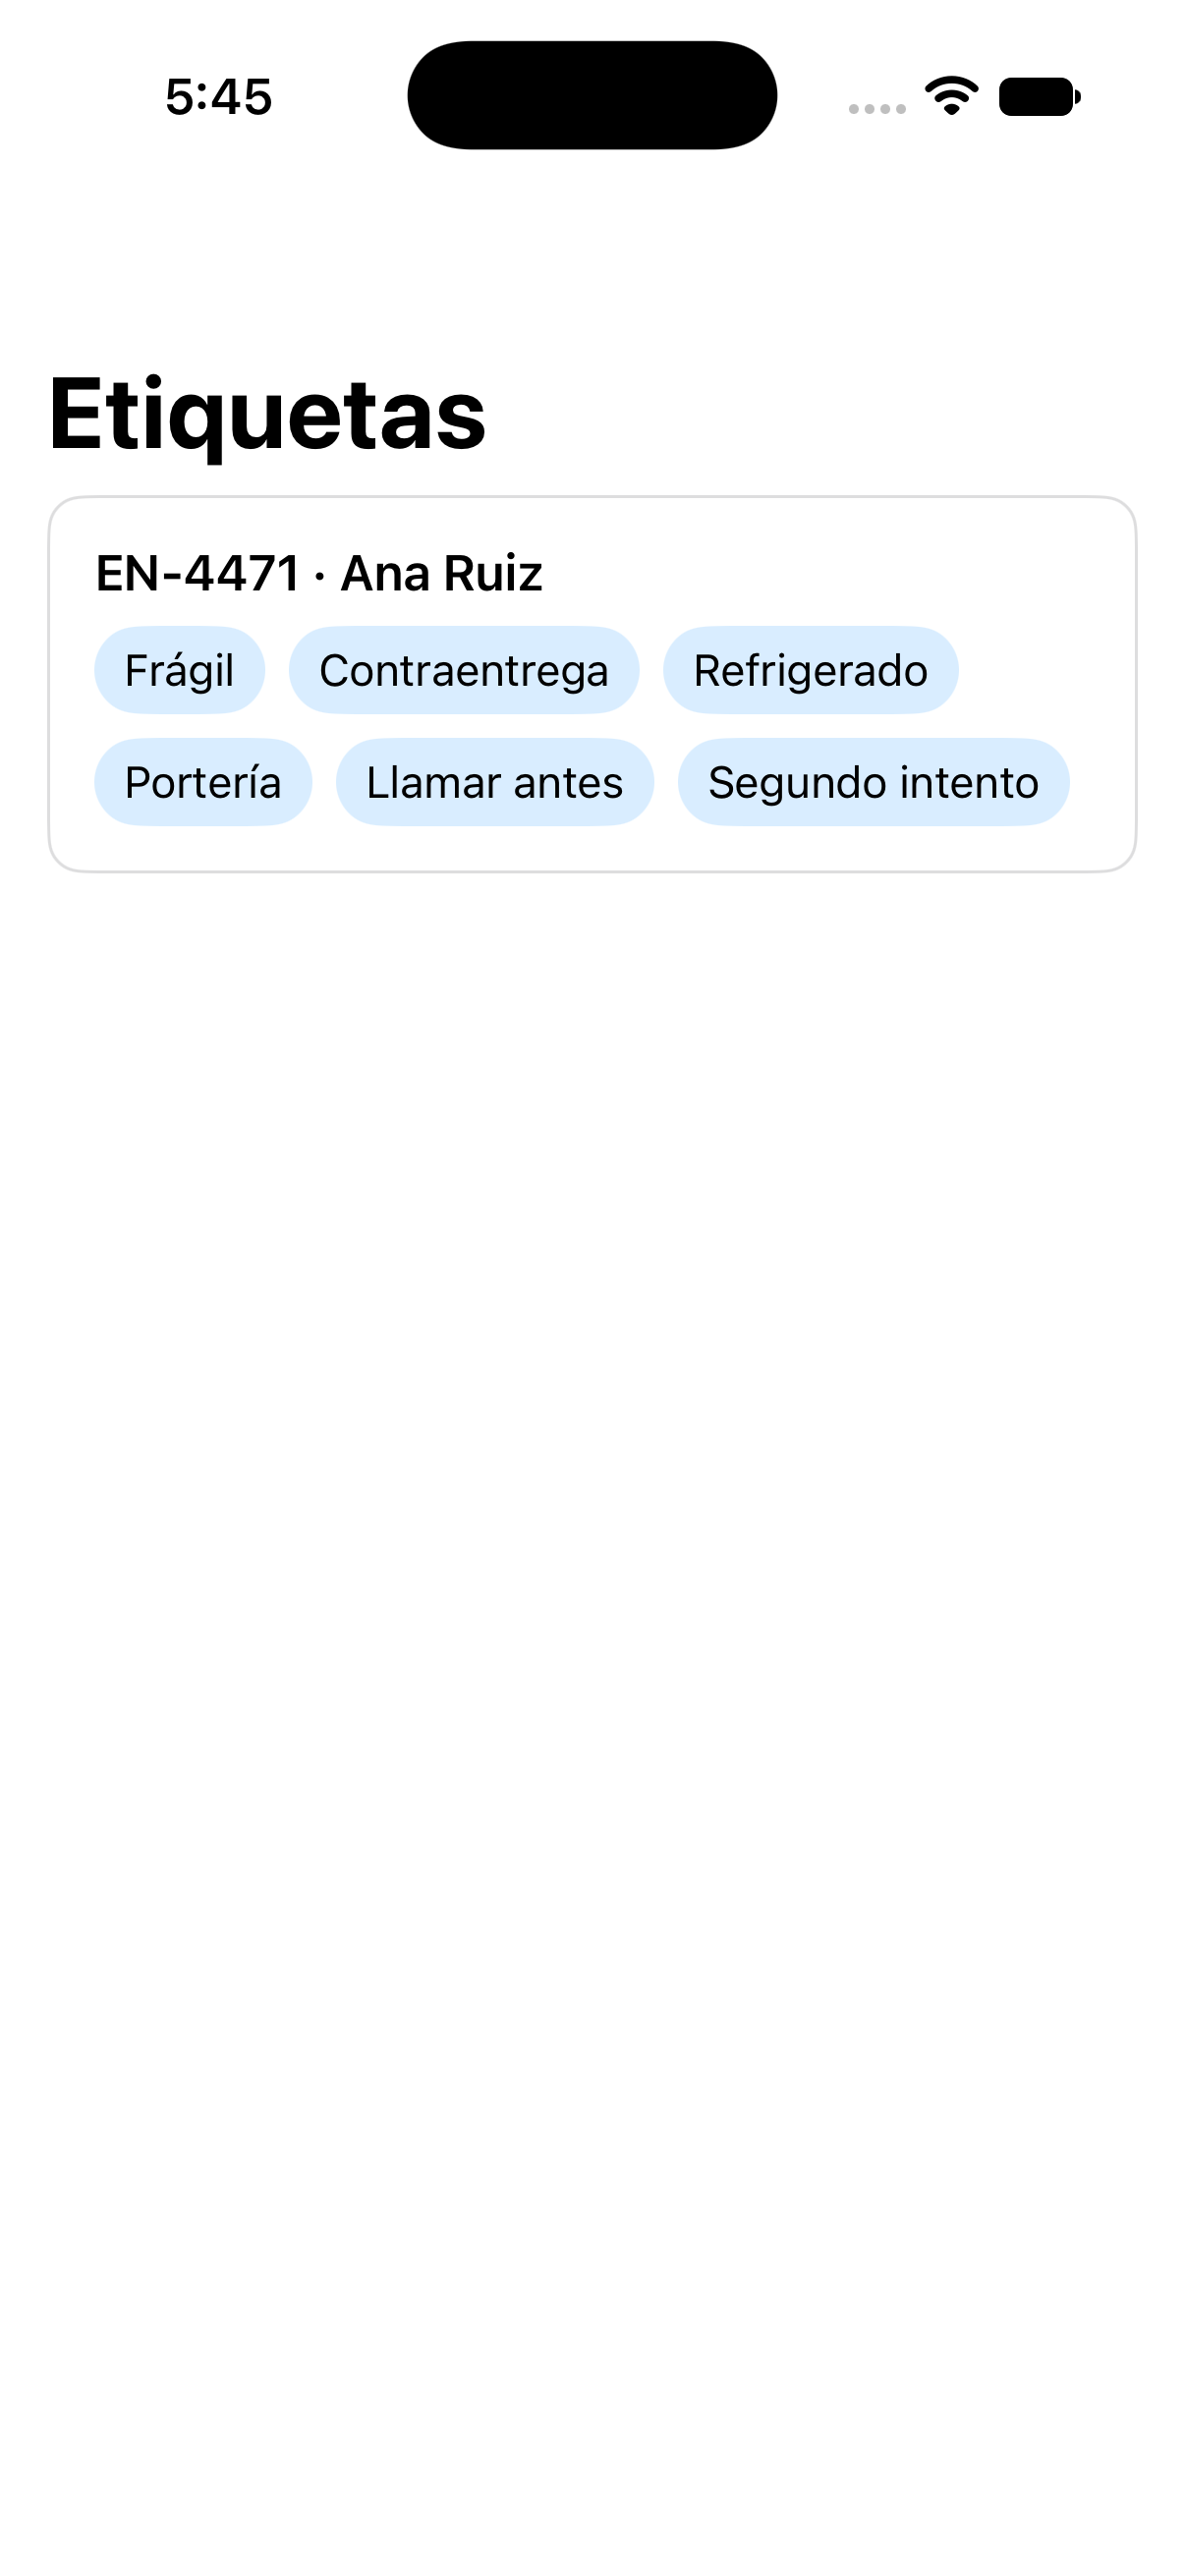 5:45
Etiquetas
EN-4471 · Ana Ruiz
Frágil Contraentrega Refrigerado
Portería Llamar antes Segundo intento